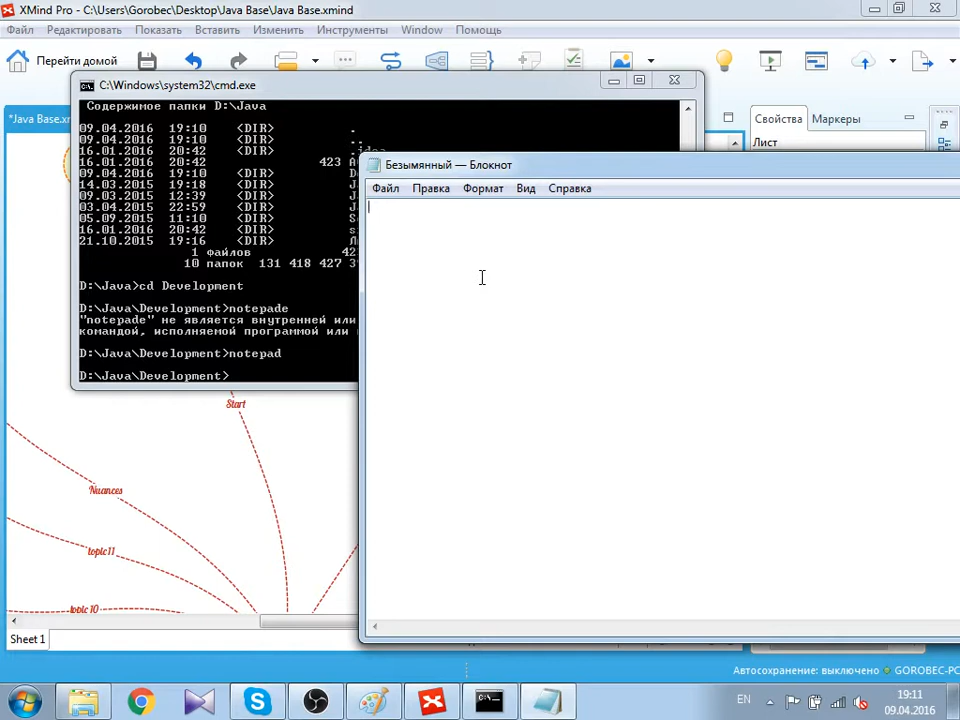 XMind Pro - C:\Users\Gorobec\Desktop\Java Base\Java Base.xmind
Файл Редактировать Показать Вставить Изменить Инструменты Window Помощь
Перейти домой
C:\Windows\system32\cmd.exe
*Java Base.xm
Свойства Маркеры
Лист
Содержимое папки D:\Java
09.04.2016 19:10 <DIR> .
09.04.2016 19:10 <DIR> ..
16.01.2016 20:42 <DIR> .idea
16.01.2016 20:42 423 A
09.04.2016 19:10 <DIR> De
14.03.2015 19:18 <DIR> J
09.03.2015 12:39 <DIR> J
03.04.2015 22:59 <DIR> J
05.09.2015 11:10 <DIR> S
16.01.2016 20:42 <DIR> s
21.10.2015 19:16 <DIR> Л
1 файлов 42
10 папок 131 418 427 3
D:\Java>cd Development
D:\Java\Development>notepade
"notepade" не является внутренней или
командой, исполняемой программой или
D:\Java\Development>notepad
D:\Java\Development>
Безымянный — Блокнот
Файл Правка Формат Вид Справка
Start
Nuances
topic11
topic 10
Sheet 1
Автосохранение: выключено GOROBEC-PC
EN
19:11
09.04.2016